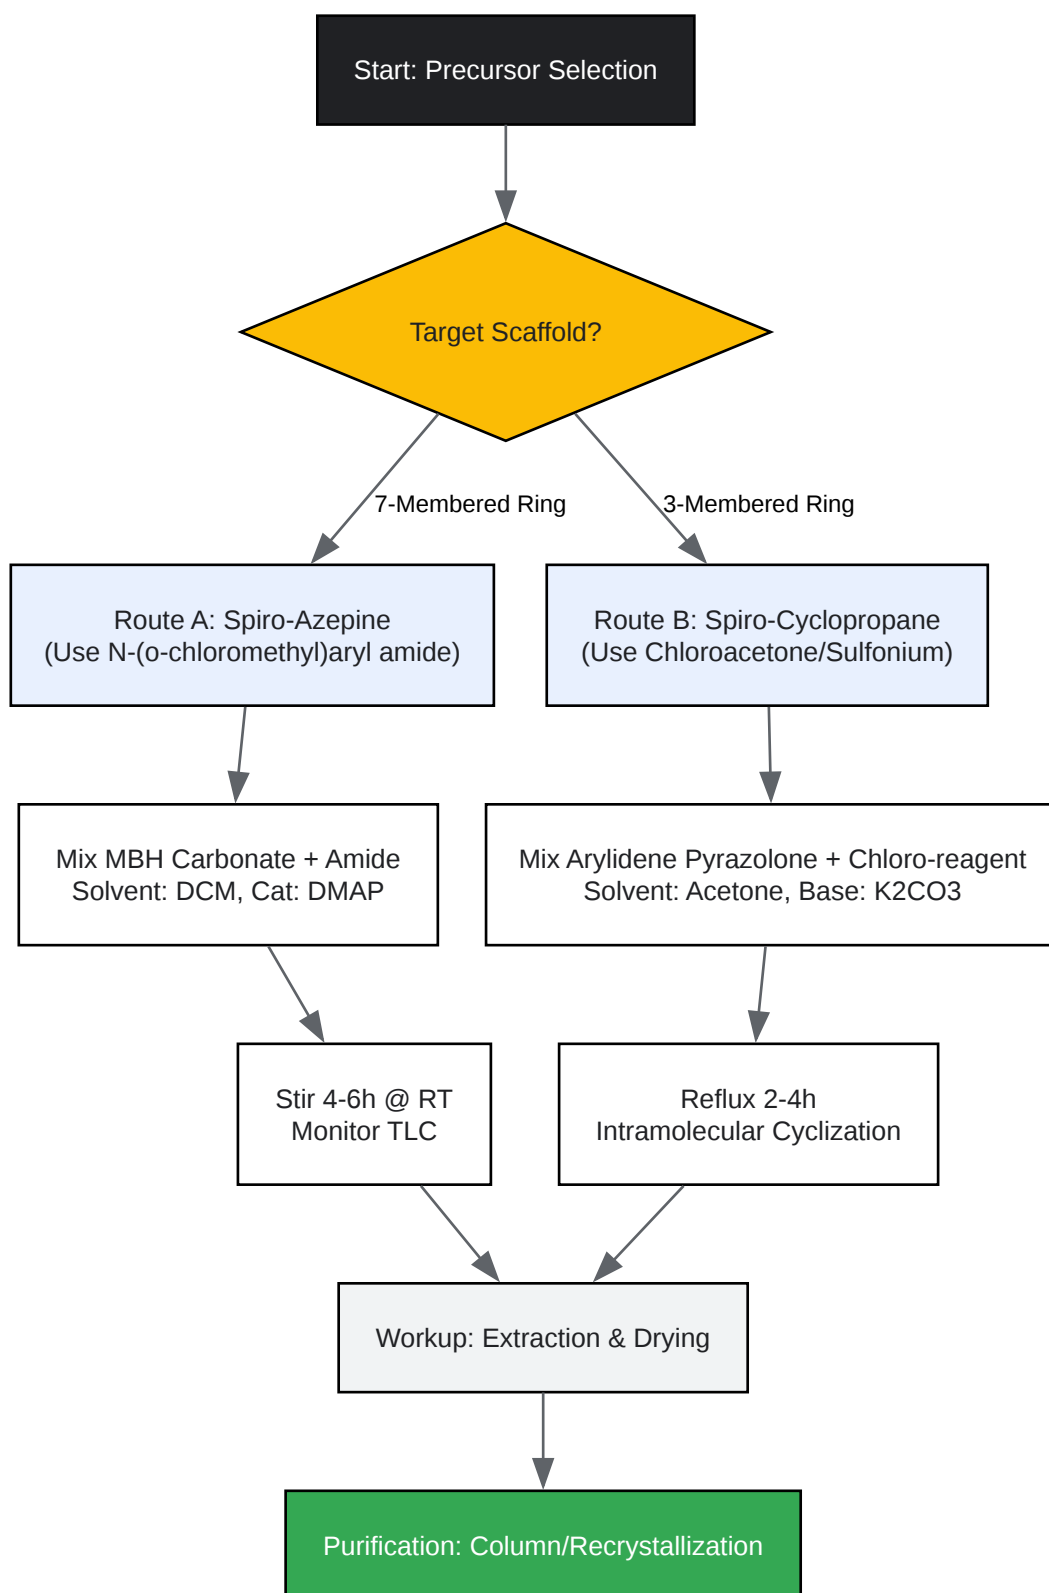 Start: Precursor Selection
Target Scaffold?
7-Membered Ring
3-Membered Ring
Route A: Spiro-Azepine
(Use N-(o-chloromethyl)aryl amide)
Route B: Spiro-Cyclopropane
(Use Chloroacetone/Sulfonium)
Mix MBH Carbonate + Amide
Solvent: DCM, Cat: DMAP
Mix Arylidene Pyrazolone + Chloro-reagent
Solvent: Acetone, Base: K2CO3
Stir 4-6h @ RT
Monitor TLC
Reflux 2-4h
Intramolecular Cyclization
Workup: Extraction & Drying
Purification: Column/Recrystallization